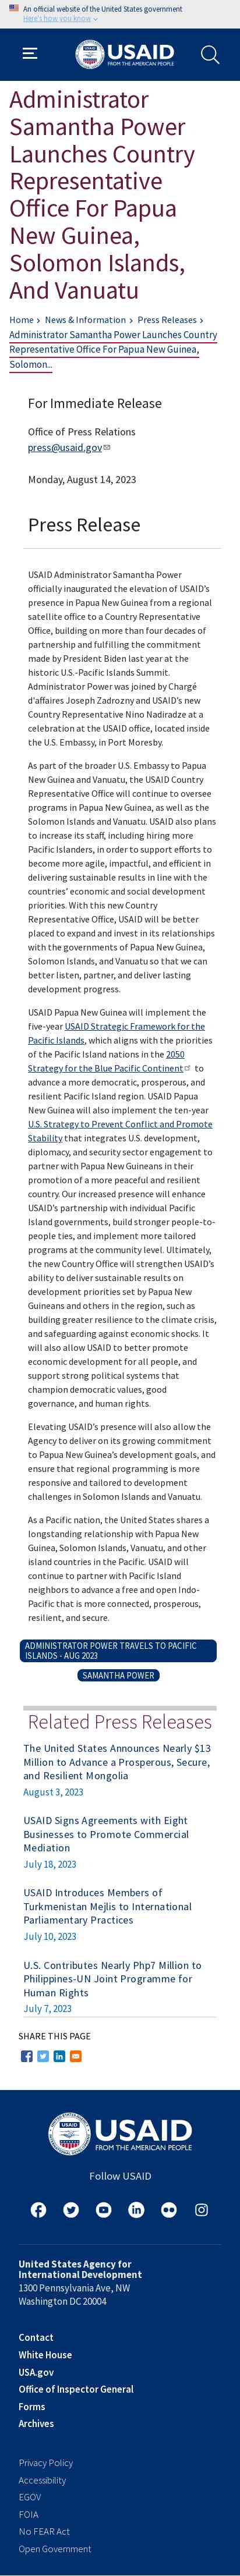 An official website of the United States government
Here's how you know
USAID
FROM THE AMERICAN PEOPLE
Administrator
Samantha Power
Launches Country
Representative
Office For Papua
New Guinea,
Solomon Islands,
And Vanuatu
Home › News & Information › Press Releases ›
Administrator Samantha Power Launches Country
Representative Office For Papua New Guinea,
Solomon...
For Immediate Release
Office of Press Relations
press@usaid.gov
Monday, August 14, 2023
Press Release
USAID Administrator Samantha Power
officially inaugurated the elevation of USAID's
presence in Papua New Guinea from a regional
satellite office to a Country Representative
Office, building on more than four decades of
partnership and fulfilling the commitment
made by President Biden last year at the
historic U.S.-Pacific Islands Summit.
Administrator Power was joined by Chargé
d'affaires Joseph Zadrozny and USAID's new
Country Representative Nino Nadiradze at a
celebration at the USAID office, located inside
the U.S. Embassy, in Port Moresby.
As part of the broader U.S. Embassy to Papua
New Guinea and Vanuatu, the USAID Country
Representative Office will continue to oversee
programs in Papua New Guinea, as well as the
Solomon Islands and Vanuatu. USAID also plans
to increase its staff, including hiring more
Pacific Islanders, in order to support efforts to
become more agile, impactful, and efficient in
delivering sustainable results in line with the
countries' economic and social development
priorities. With this new Country
Representative Office, USAID will be better
placed to expand and invest in its relationships
with the governments of Papua New Guinea,
Solomon Islands, and Vanuatu so that we can
better listen, partner, and deliver lasting
development progress.
USAID Papua New Guinea will implement the
five-year USAID Strategic Framework for the
Pacific Islands, which aligns with the priorities
of the Pacific Island nations in the 2050
Strategy for the Blue Pacific Continent to
advance a more democratic, prosperous, and
resilient Pacific Island region. USAID Papua
New Guinea will also implement the ten-year
U.S. Strategy to Prevent Conflict and Promote
Stability that integrates U.S. development,
diplomacy, and security sector engagement to
partner with Papua New Guineans in their
promotion of a more peaceful and resilient
country. Our increased presence will enhance
USAID's partnership with individual Pacific
Island governments, build stronger people-to-
people ties, and implement more tailored
programs at the community level. Ultimately,
the new Country Office will strengthen USAID's
ability to deliver sustainable results on
development priorities set by Papua New
Guineans and others in the region, such as
building greater resilience to the climate crisis,
and safeguarding against economic shocks. It
will also enable USAID to better promote
economic development for all people, and
support strong political systems that
champion democratic values, good
governance, and human rights.
Elevating USAID's presence will also allow the
Agency to deliver on its growing commitment
to Papua New Guinea's development goals, and
ensure that regional programming is more
responsive and tailored to development
challenges in Solomon Islands and Vanuatu.
As a Pacific nation, the United States shares a
longstanding relationship with Papua New
Guinea, Solomon Islands, Vanuatu, and other
island countries in the Pacific. USAID will
continue to partner with Pacific Island
neighbors to advance a free and open Indo-
Pacific that is more connected, prosperous,
resilient, and secure.
ADMINISTRATOR POWER TRAVELS TO PACIFIC
ISLANDS - AUG 2023
SAMANTHA POWER
Related Press Releases
The United States Announces Nearly $13
Million to Advance a Prosperous, Secure,
and Resilient Mongolia
August 3, 2023
USAID Signs Agreements with Eight
Businesses to Promote Commercial
Mediation
July 18, 2023
USAID Introduces Members of
Turkmenistan Mejlis to International
Parliamentary Practices
July 10, 2023
U.S. Contributes Nearly Php7 Million to
Philippines-UN Joint Programme for
Human Rights
July 7, 2023
SHARE THIS PAGE
USAID
FROM THE AMERICAN PEOPLE
Follow USAID
United States Agency for
International Development
1300 Pennsylvania Ave, NW
Washington DC 20004
Contact
White House
USA.gov
Office of Inspector General
Forms
Archives
Privacy Policy
Accessibility
EGOV
FOIA
No FEAR Act
Open Government